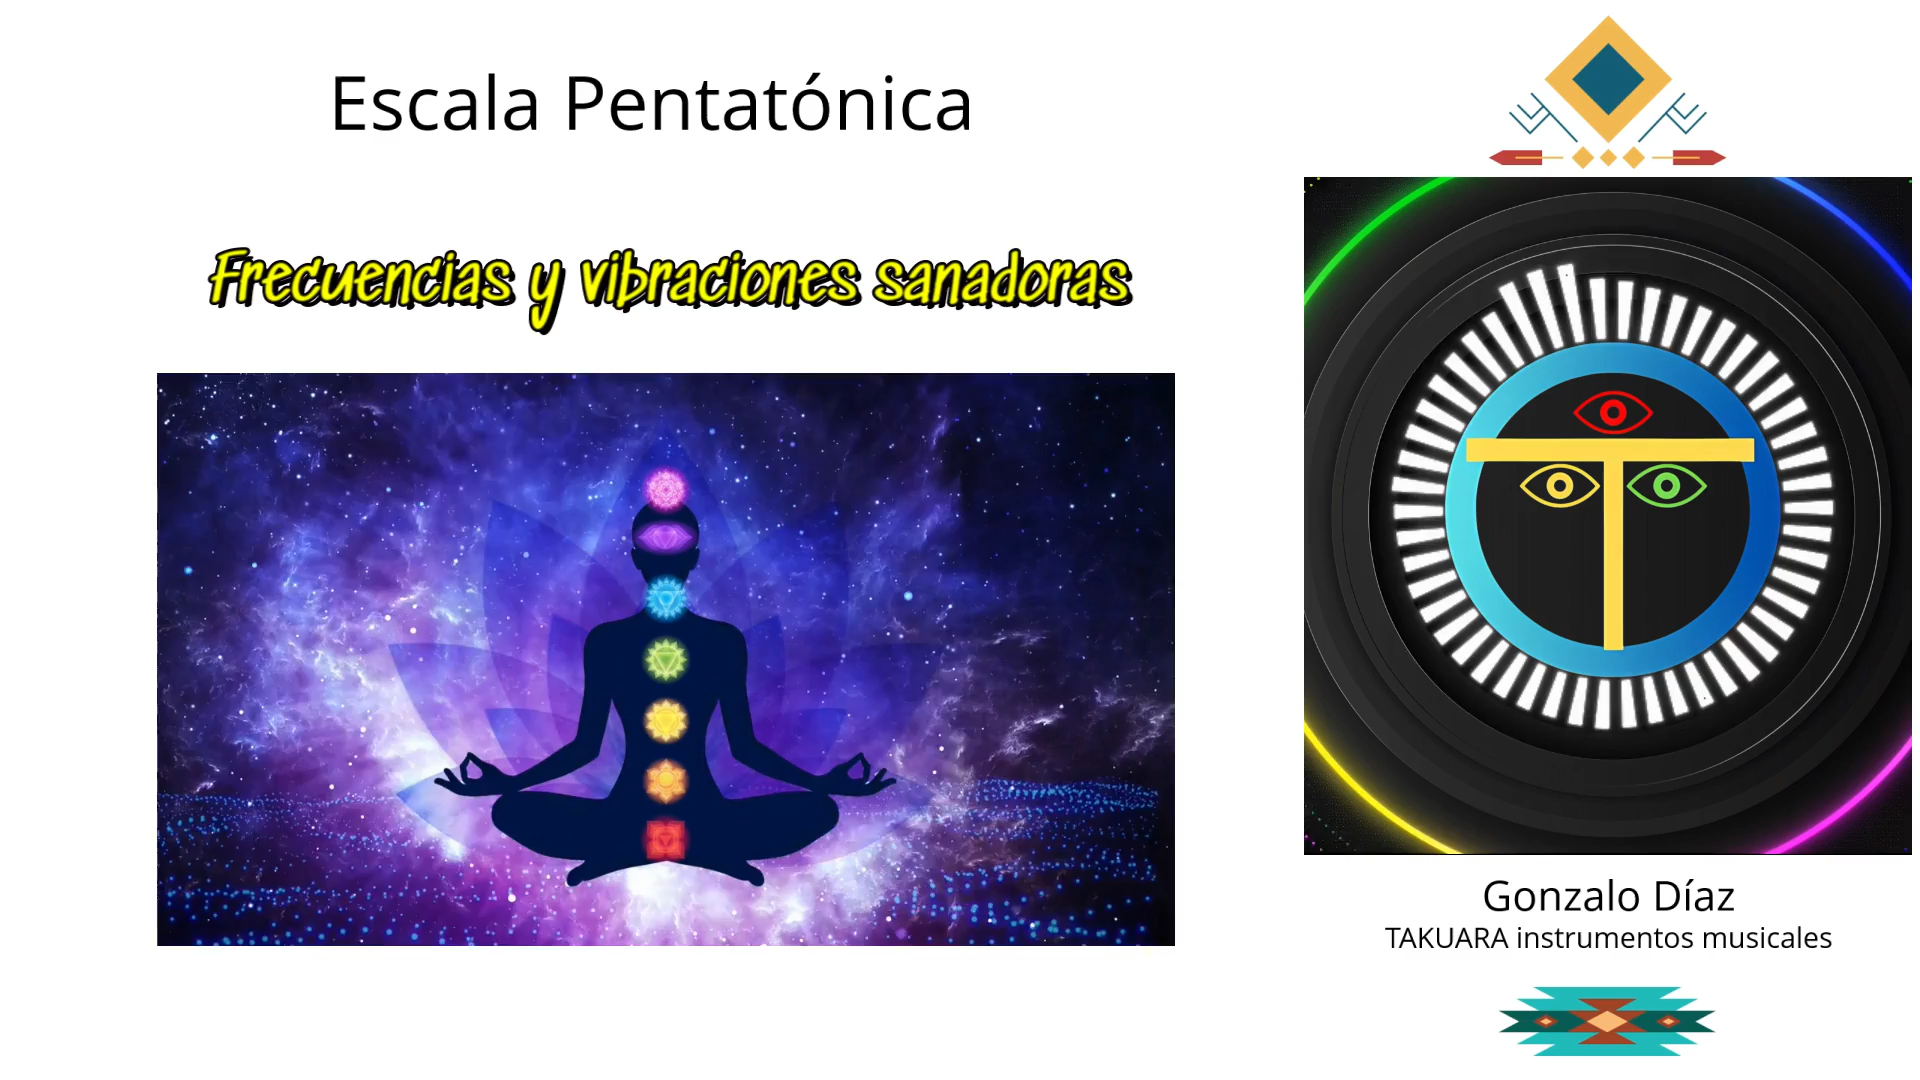 Escala Pentatónica
Frecuencias y vibraciones sanadoras
Gonzalo Díaz
TAKUARA instrumentos musicales